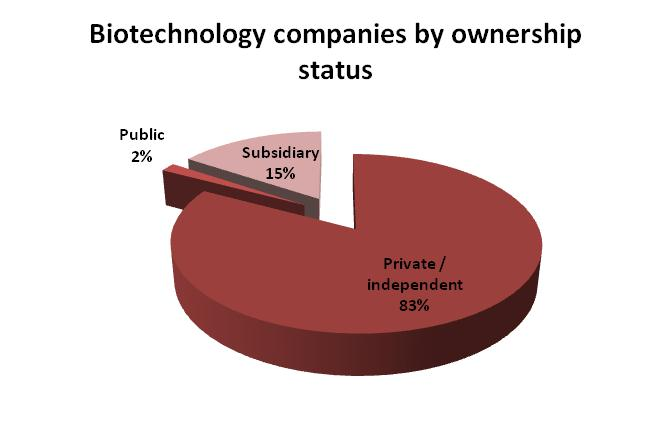 Biotechnology companies by ownership
status
Public
2%
Subsidiary
15%
Private /
independent
83%